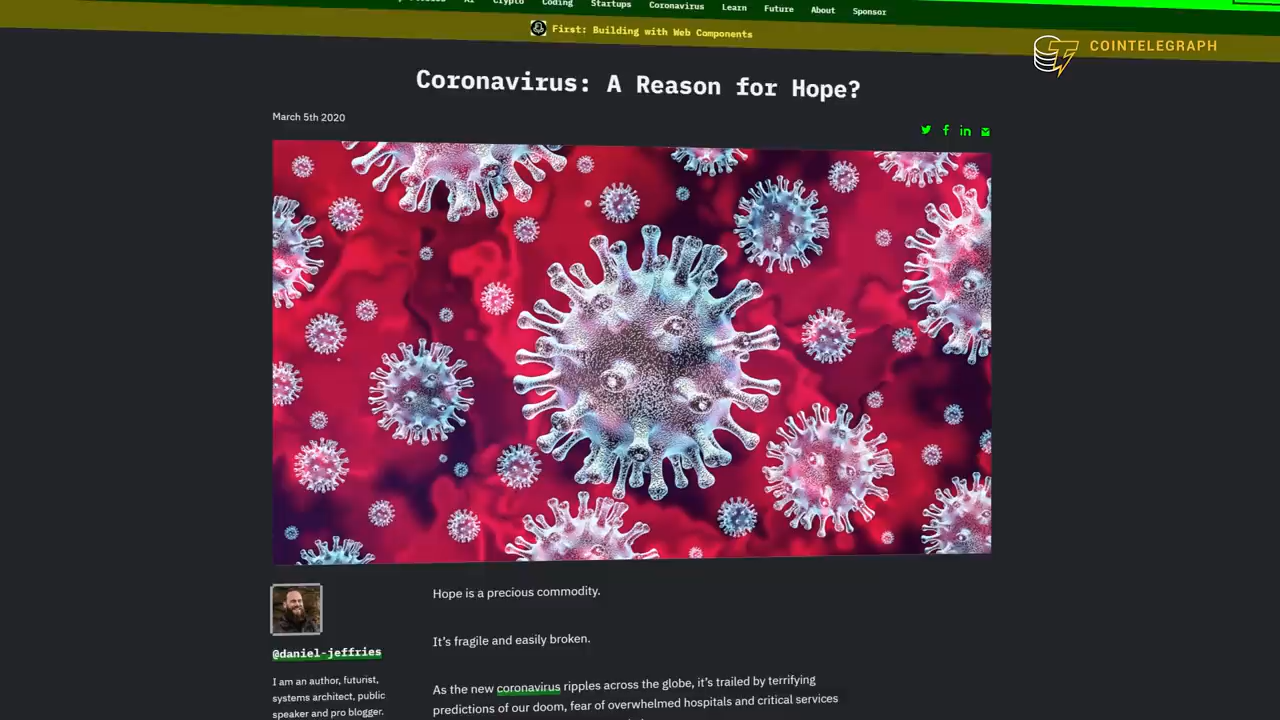 AI Crypto Coding Startups Coronavirus Learn Future About Sponsor
First: Building with Web Components
COINTELEGRAPH
Coronavirus: A Reason for Hope?
March 5th 2020
Hope is a precious commodity.
It's fragile and easily broken.
@daniel-jeffries
I am an author, futurist,
systems architect, public
speaker and pro blogger.
As the new coronavirus ripples across the globe, it's trailed by terrifying
predictions of our doom, fear of overwhelmed hospitals and critical services